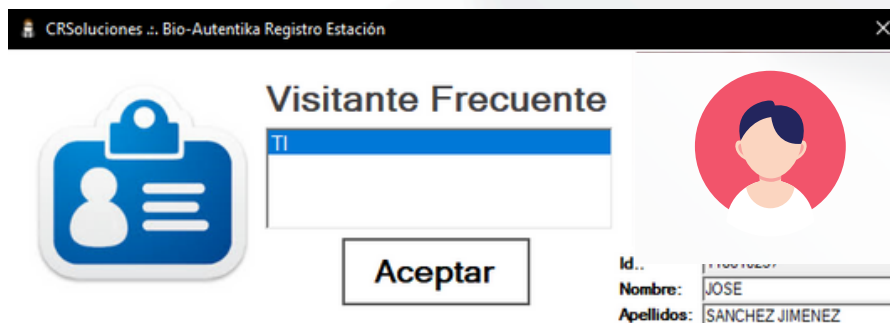 CRSoluciones .:. Bio-Autentika Registro Estación
Visitante Frecuente
TI
Aceptar
Id..:
Nombre: JOSE
Apellidos: SANCHEZ JIMENEZ